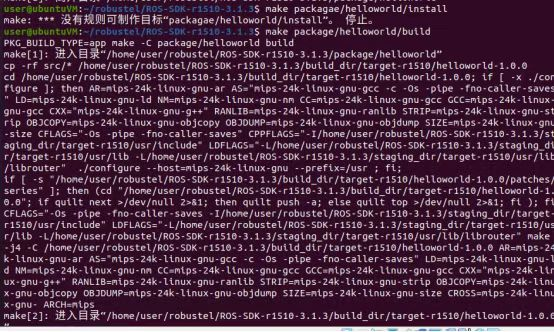 user@ubuntuVM:~/robustel/ROS-SDK-r1510-3.1.3$ make packagae/helloworld/install
make: *** 没有规则可制作目标“packagae/helloworld/install”。 停止。
user@ubuntuVM:~/robustel/ROS-SDK-r1510-3.1.3$ make package/helloworld/build
PKG_BUILD_TYPE=app make -C package/helloworld build
make[1]: 进入目录“/home/user/robustel/ROS-SDK-r1510-3.1.3/package/helloworld”
cp -rf src/* /home/user/robustel/ROS-SDK-r1510-3.1.3/build_dir/target-r1510/helloworld-1.0.0
cd /home/user/robustel/ROS-SDK-r1510-3.1.3/build_dir/target-r1510/helloworld-1.0.0; if [ -x ./con
figure ]; then AR=mips-24k-linux-gnu-ar AS="mips-24k-linux-gnu-gcc -c -Os -pipe -fno-caller-saves
" LD=mips-24k-linux-gnu-ld NM=mips-24k-linux-gnu-nm CC=mips-24k-linux-gnu-gcc GCC=mips-24k-linux-
gnu-gcc CXX="mips-24k-linux-gnu-g++" RANLIB=mips-24k-linux-gnu-ranlib STRIP=mips-24k-linux-gnu-st
rip OBJCOPY=mips-24k-linux-gnu-objcopy OBJDUMP=mips-24k-linux-gnu-objdump SIZE=mips-24k-linux-gnu
-size CFLAGS="-Os -pipe -fno-caller-saves" CPPFLAGS="-I/home/user/robustel/ROS-SDK-r1510-3.1.3/st
aging_dir/target-r1510/usr/include" LDFLAGS="-L/home/user/robustel/ROS-SDK-r1510-3.1.3/staging_di
r/target-r1510/usr/lib -L/home/user/robustel/ROS-SDK-r1510-3.1.3/staging_dir/target-r1510/usr/lib
/librouter"  ./configure --host=mips-24k-linux-gnu --prefix=/usr ; fi;
if [ -s "/home/user/robustel/ROS-SDK-r1510-3.1.3/build_dir/target-r1510/helloworld-1.0.0/patches/
series" ]; then (cd "/home/user/robustel/ROS-SDK-r1510-3.1.3/build_dir/target-r1510/helloworld-1.
0.0"; if quilt next >/dev/null 2>&1; then quilt push -a; else quilt top >/dev/null 2>&1; fi ); fi
CFLAGS="-Os -pipe -fno-caller-saves -I/home/user/robustel/ROS-SDK-r1510-3.1.3/staging_dir/target-
r1510/usr/include" LDFLAGS="-L/home/user/robustel/ROS-SDK-r1510-3.1.3/staging_dir/target-r1510/us
r/lib -L/home/user/robustel/ROS-SDK-r1510-3.1.3/staging_dir/target-r1510/usr/lib/librouter" make
-j4 -C /home/user/robustel/ROS-SDK-r1510-3.1.3/build_dir/target-r1510/helloworld-1.0.0 AR=mips-24
k-linux-gnu-ar AS="mips-24k-linux-gnu-gcc -c -Os -pipe -fno-caller-saves" LD=mips-24k-linux-gnu-l
d NM=mips-24k-linux-gnu-nm CC=mips-24k-linux-gnu-gcc GCC=mips-24k-linux-gnu-gcc CXX="mips-24k-lin
ux-gnu-g++" RANLIB=mips-24k-linux-gnu-ranlib STRIP=mips-24k-linux-gnu-strip OBJCOPY=mips-24k-linu
x-gnu-objcopy OBJDUMP=mips-24k-linux-gnu-objdump SIZE=mips-24k-linux-gnu-size CROSS=mips-24k-linu
x-gnu- ARCH=mips
make[2]: 进入目录“/home/user/robustel/ROS-SDK-r1510-3.1.3/build_dir/target-r1510/helloworld-1.0.0
”